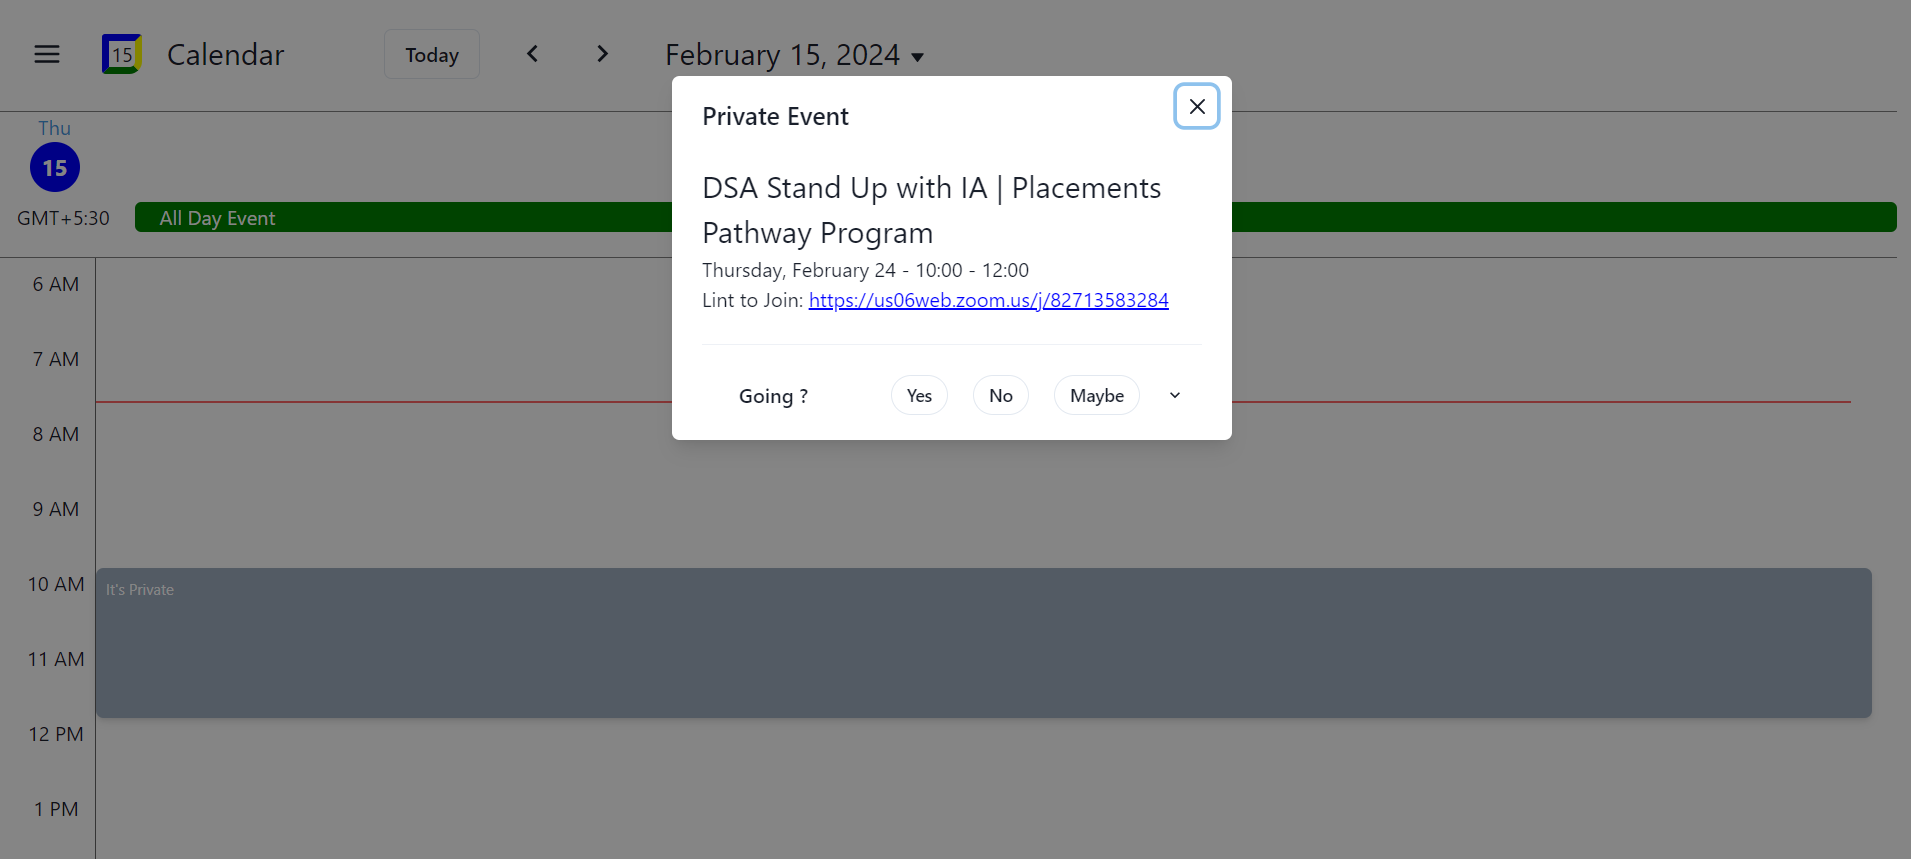 15 Calendar Today February 15, 2024
Thu
15
GMT+5:30 All Day Event
Private Event
DSA Stand Up with IA | Placements
Pathway Program
Thursday, February 24 - 10:00 - 12:00
Lint to Join: https://us06web.zoom.us/j/82713583284
Going ? Yes No Maybe
6 AM
7 AM
8 AM
9 AM
10 AM It's Private
11 AM
12 PM
1 PM